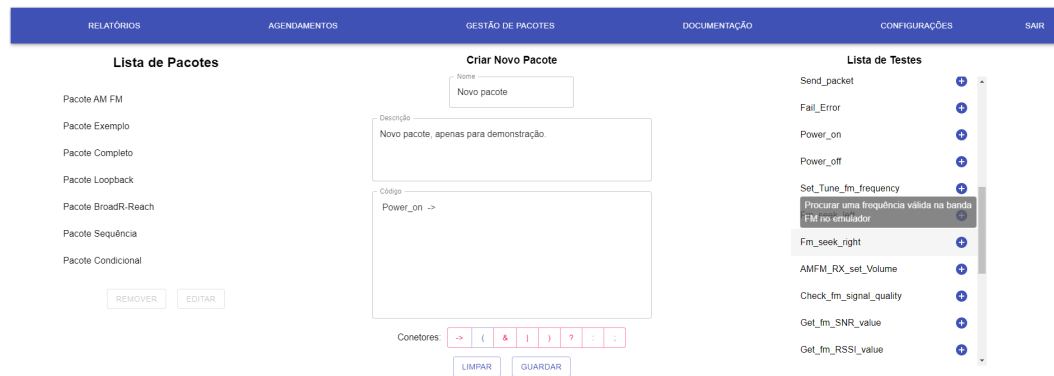 RELATÓRIOS AGENDAMENTOS GESTÃO DE PACOTES DOCUMENTAÇÃO CONFIGURAÇÕES SAIR
Lista de Pacotes
Pacote AM FM
Pacote Exemplo
Pacote Completo
Pacote Loopback
Pacote BroadR-Reach
Pacote Sequência
Pacote Condicional
REMOVER EDITAR
Criar Novo Pacote
Nome
Novo pacote
Descrição
Novo pacote, apenas para demonstração.
Código
Power_on ->
Conetores: -> ( & | ) ? : ;
LIMPAR GUARDAR
Lista de Testes
Send_packet
Fail_Error
Power_on
Power_off
Set_Tune_fm_frequency
Procurar uma frequência válida na banda
FM no emulador
Fm_seek_right
AMFM_RX_set_Volume
Check_fm_signal_quality
Get_fm_SNR_value
Get_fm_RSSI_value